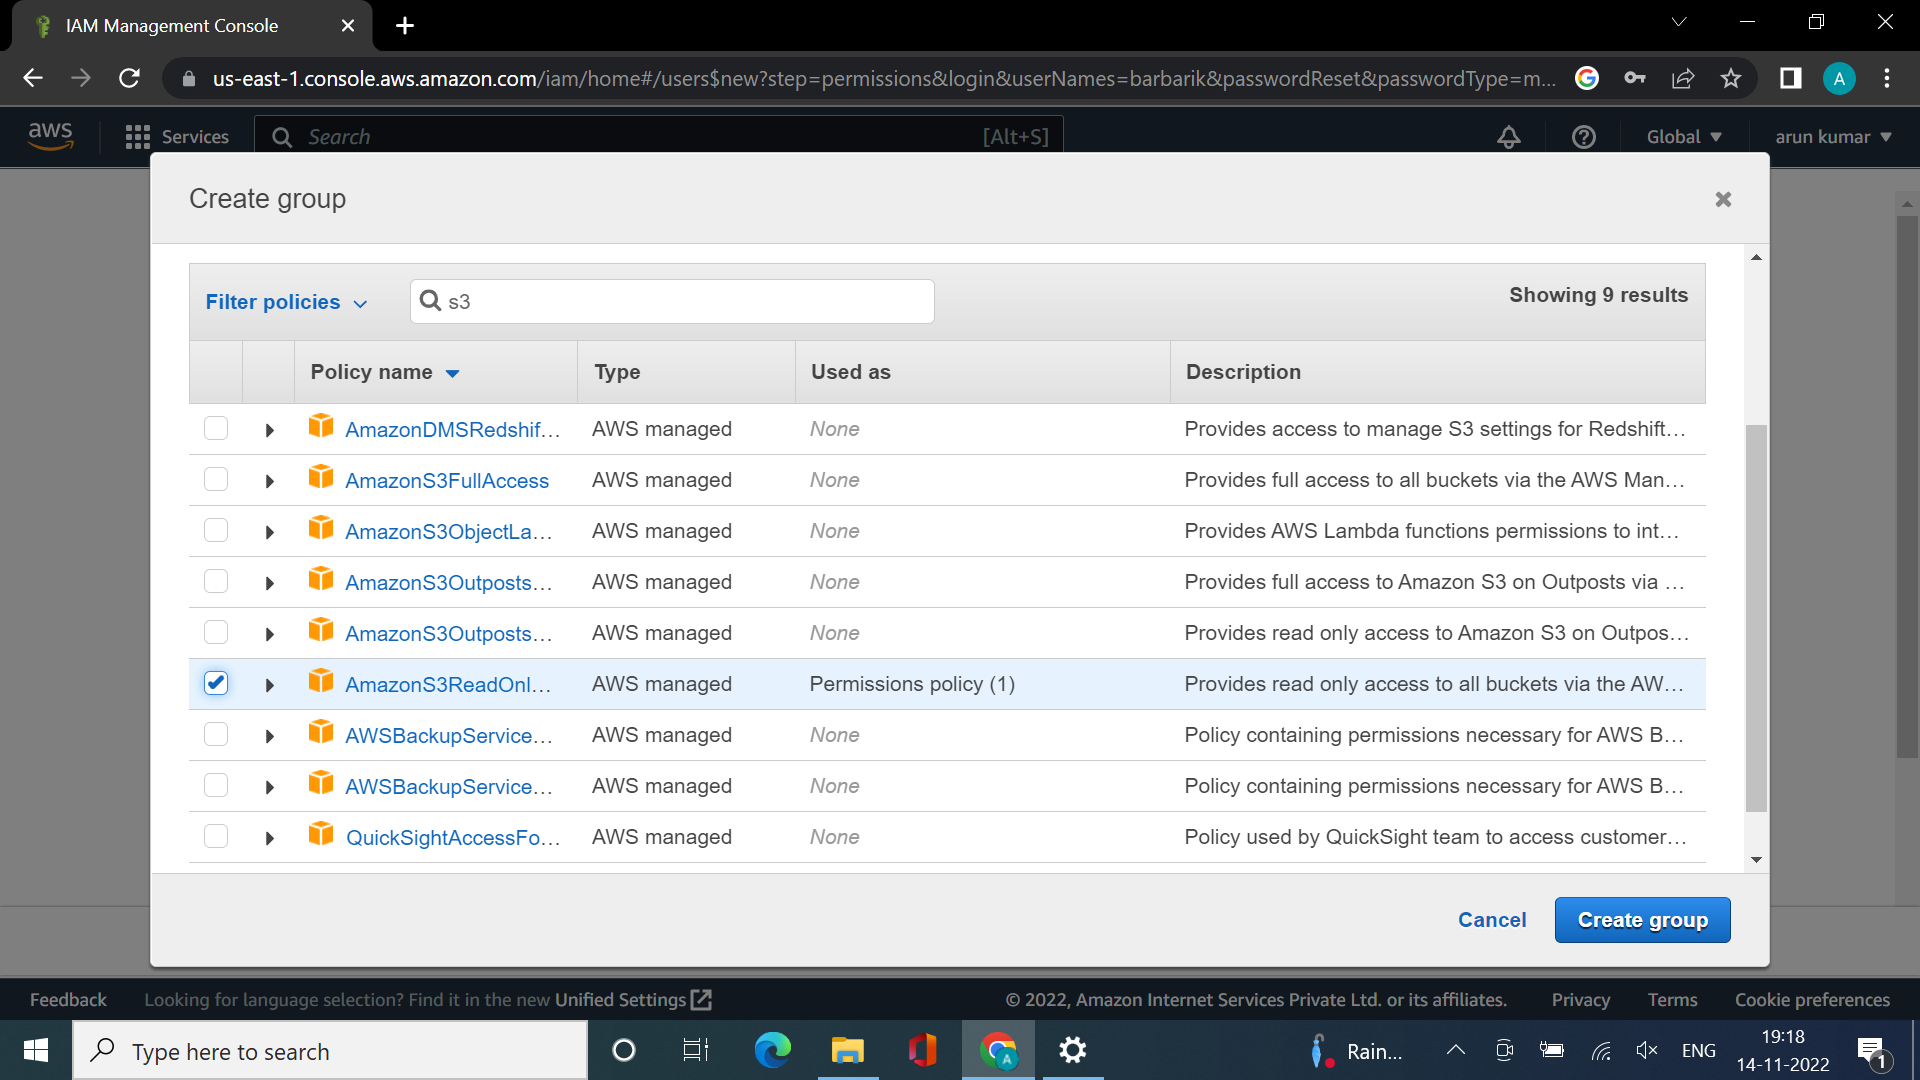 IAM Management Console
us-east-1.console.aws.amazon.com/iam/home#/users$new?step=permissions&login&userNames=barbarik&passwordReset&passwordType=m...
A
aws
Services
Search
[Alt+S]
Global
arun kumar
Create group
Filter policies
s3
Showing 9 results
Policy name Type Used as Description
AmazonDMSRedshif... AWS managed None Provides access to manage S3 settings for Redshift...
AmazonS3FullAccess AWS managed None Provides full access to all buckets via the AWS Man...
AmazonS3ObjectLa... AWS managed None Provides AWS Lambda functions permissions to int...
AmazonS3Outposts... AWS managed None Provides full access to Amazon S3 on Outposts via ...
AmazonS3Outposts... AWS managed None Provides read only access to Amazon S3 on Outpos...
AmazonS3ReadOnl... AWS managed Permissions policy (1) Provides read only access to all buckets via the AW...
AWSBackupService... AWS managed None Policy containing permissions necessary for AWS B...
AWSBackupService... AWS managed None Policy containing permissions necessary for AWS B...
QuickSightAccessFo... AWS managed None Policy used by QuickSight team to access customer...
Cancel Create group
Feedback Looking for language selection? Find it in the new Unified Settings © 2022, Amazon Internet Services Private Ltd. or its affiliates. Privacy Terms Cookie preferences
Type here to search
A
Rain...
ENG
19:18
14-11-2022
1